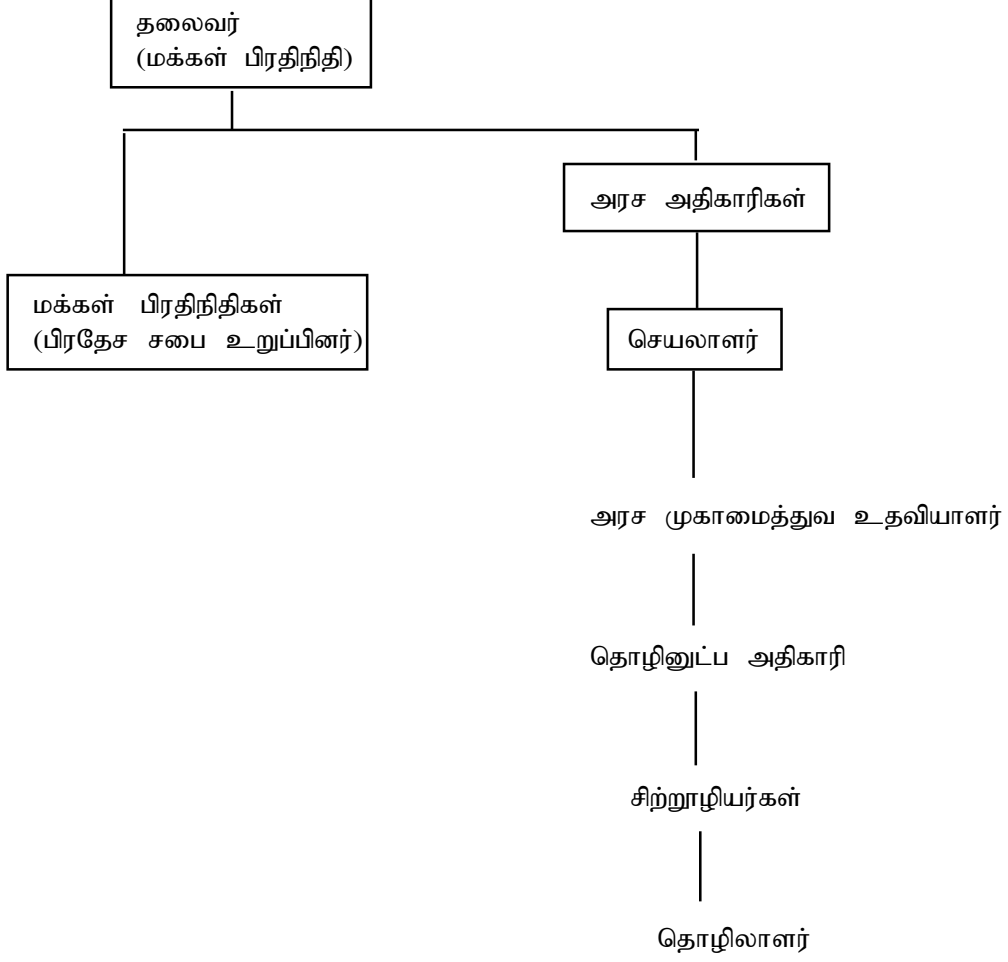 தலைவர்
(மக்கள் பிரதிநிதி)
அரச அதிகாரிகள்
மக்கள் பிரதிநிதிகள்
(பிரதேச சபை உறுப்பினர்)
செயலாளர்
அரச முகாமைத்துவ உதவியாளர்
தொழினுட்ப அதிகாரி
சிற்றூழியர்கள்
தொழிலாளர்